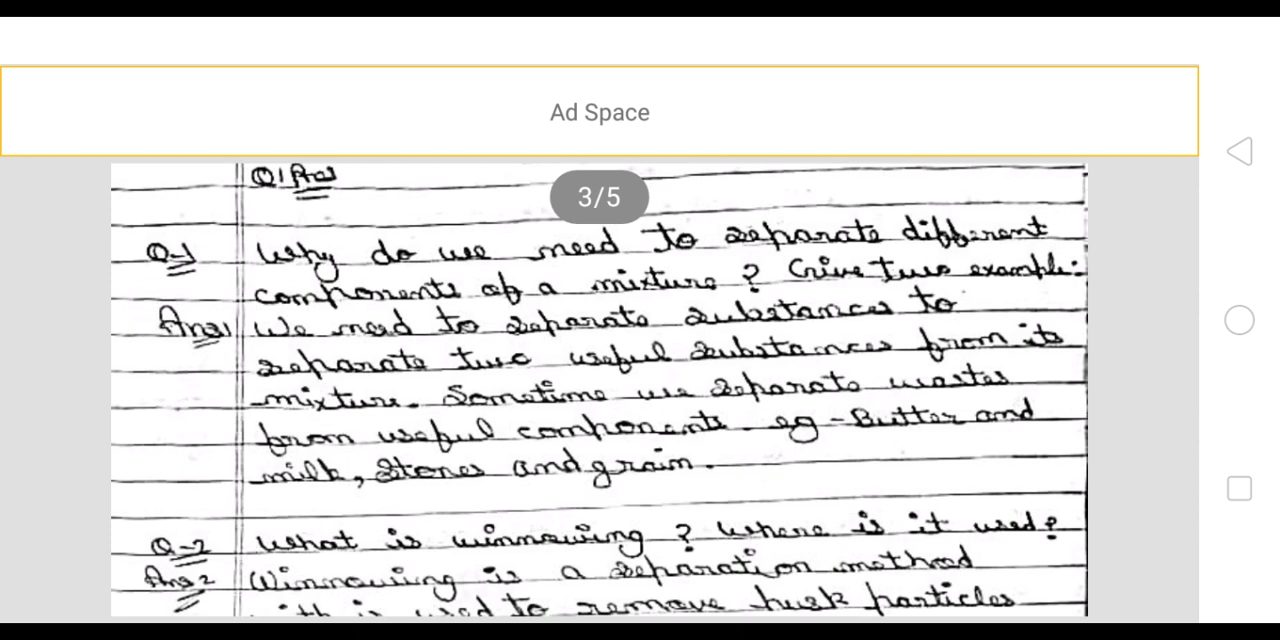 Ad Space
3/5
Q-1 Why do we need to separate different
components of a mixture ? Give two example:
Ans1 We need to separate substances to
separate two useful substances from its
mixture. Sometime we separate wastes
from useful components. eg - Butter and
milk, Stones and grain.
Q-2 What is winnowing ? Where is it used?
Ans 2 Winnowing is a separation method
used to remove husk particles